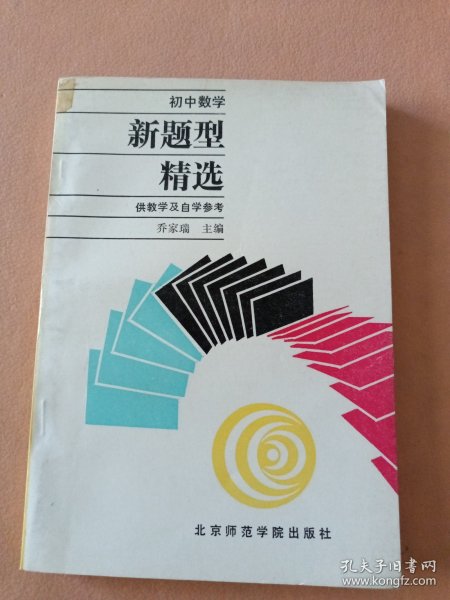 初中数学
新题型
精选
供教学及自学参考
乔家瑞 主编
北京师范学院出版社
孔夫子旧书网
www.kongfz.com